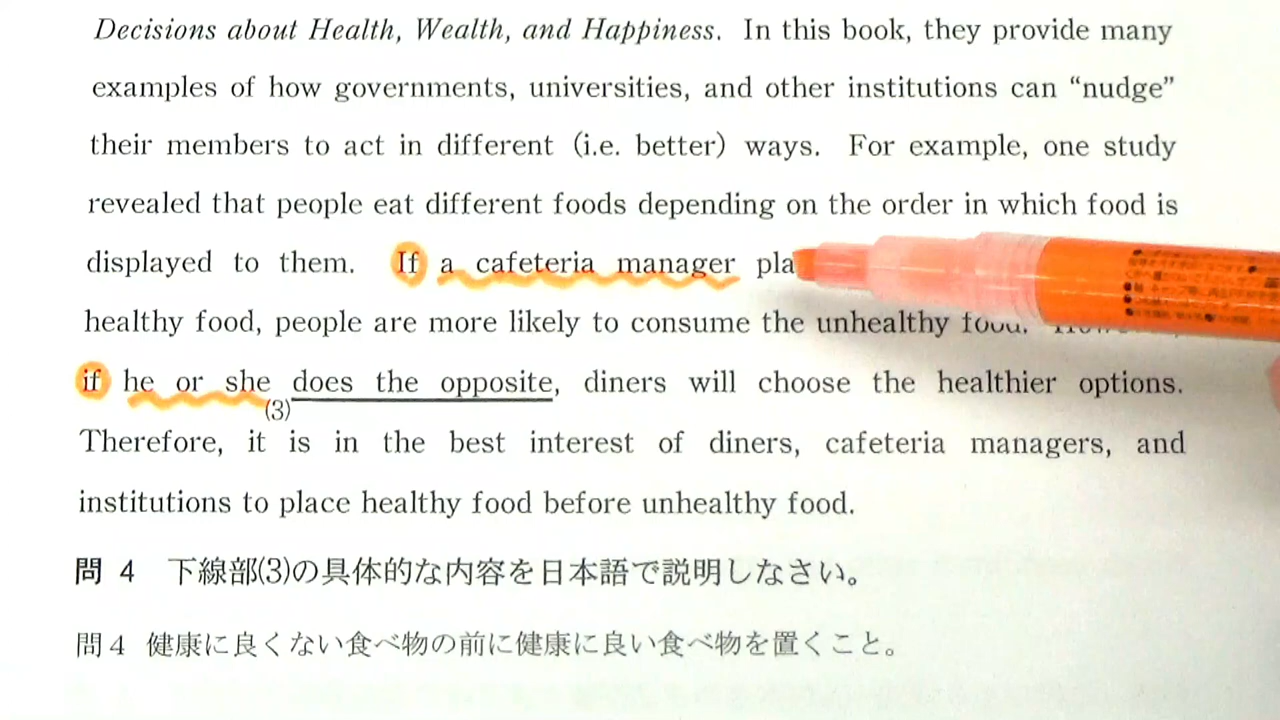 Decisions about Health, Wealth, and Happiness. In this book, they provide many
examples of how governments, universities, and other institutions can “nudge”
their members to act in different (i.e. better) ways. For example, one study
revealed that people eat different foods depending on the order in which food is
displayed to them. If a cafeteria manager
healthy food, people are more likely to consume the unhealthy food.
if he or she does the opposite, diners will choose the healthier options.
(3)
Therefore, it is in the best interest of diners, cafeteria managers, and
institutions to place healthy food before unhealthy food.
問 4 下線部(3)の具体的な内容を日本語で説明しなさい。
問4 健康に良くない食べ物の前に健康に良い食べ物を置くこと。